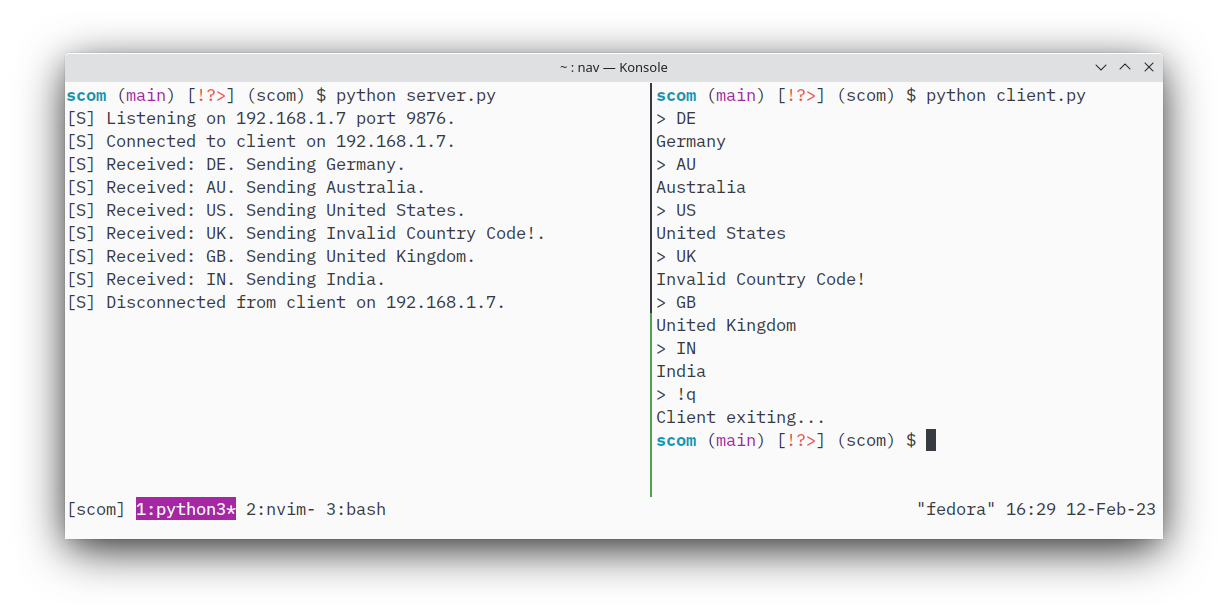 ~ : nav — Konsole
scom (main) [!?>] (scom) $ python server.py
[S] Listening on 192.168.1.7 port 9876.
[S] Connected to client on 192.168.1.7.
[S] Received: DE. Sending Germany.
[S] Received: AU. Sending Australia.
[S] Received: US. Sending United States.
[S] Received: UK. Sending Invalid Country Code!.
[S] Received: GB. Sending United Kingdom.
[S] Received: IN. Sending India.
[S] Disconnected from client on 192.168.1.7.
scom (main) [!?>] (scom) $ python client.py
> DE
Germany
> AU
Australia
> US
United States
> UK
Invalid Country Code!
> GB
United Kingdom
> IN
India
> !q
Client exiting...
scom (main) [!?>] (scom) $
[scom] 1:python3* 2:nvim- 3:bash "fedora" 16:29 12-Feb-23